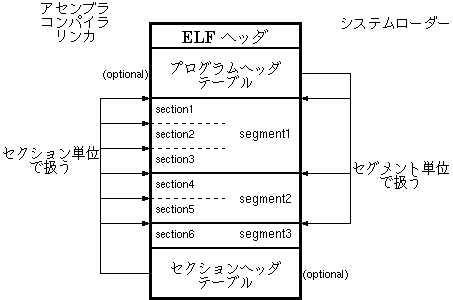 アセンブラ
コンパイラ
リンカ
システムローダー
ELF ヘッダ
(optional)
プログラムヘッダ
テーブル
section1
section2
section3
segment1
セクション単位
で扱う
セグメント単位
で扱う
section4
section5
segment2
section6
segment3
セクションヘッダ
テーブル
(optional)